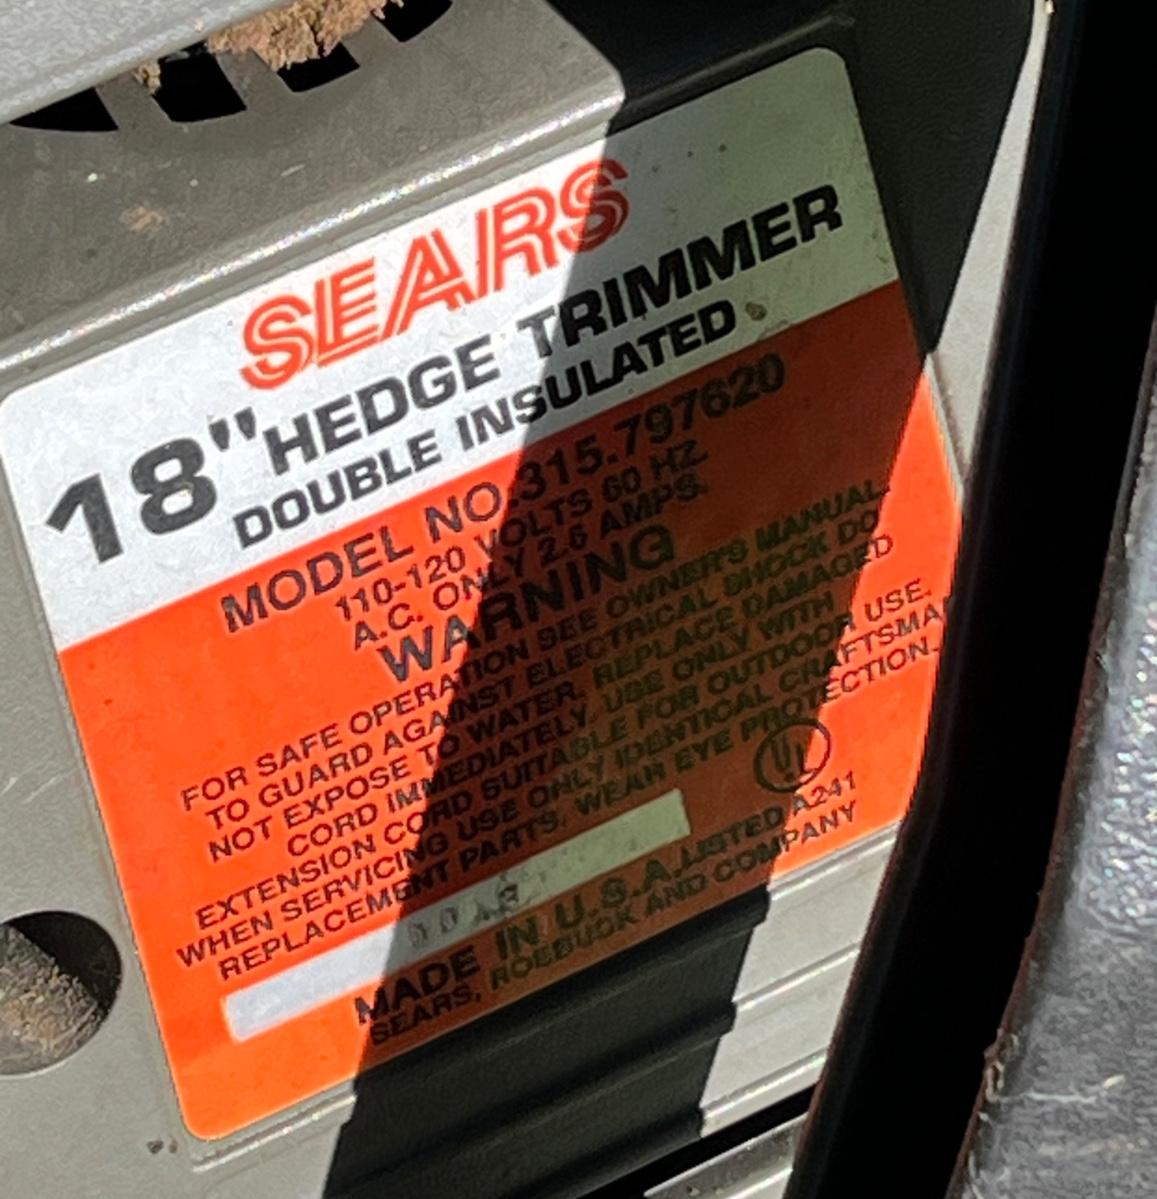 SEARS
18" HEDGE TRIMMER
DOUBLE INSULATED
MODEL NO. 315.797620
110-120 VOLTS 60 HZ
A.C. ONLY 2.6 AMPS.
WARNING
FOR SAFE OPERATION SEE OWNER'S MANUAL.
TO GUARD AGAINST ELECTRICAL SHOCK DO
NOT EXPOSE TO WATER. REPLACE DAMAGED
CORD IMMEDIATELY. USE ONLY WITH
EXTENSION CORD SUITABLE FOR OUTDOOR USE.
WHEN SERVICING USE ONLY IDENTICAL CRAFTSMA
REPLACEMENT PARTS. WEAR EYE PROTECTION.
UL
MADE IN U.S.A. LISTED A241
SEARS, ROEBUCK AND COMPANY